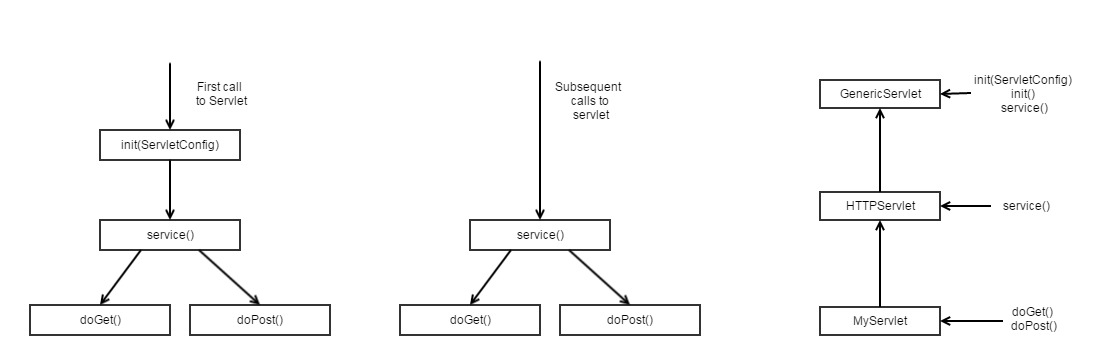 First call
to Servlet
init(ServletConfig)
service()
doGet()
doPost()
Subsequent
calls to
servlet
service()
doGet()
doPost()
GenericServlet
init(ServletConfig)
init()
service()
HTTPServlet
service()
MyServlet
doGet()
doPost()